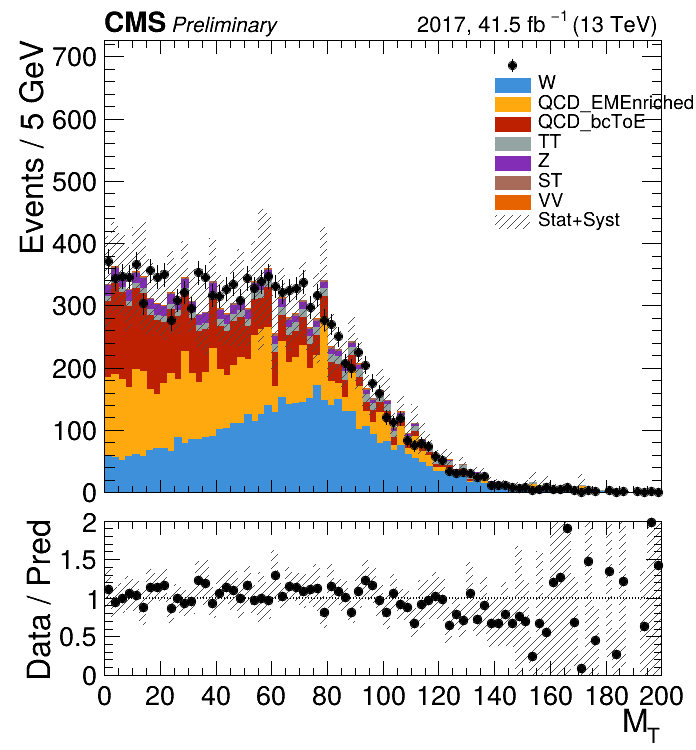 CMS Preliminary 2017, 41.5 fb⁻¹ (13 TeV)
Events / 5 GeV
700
600
500
400
300
200
100
0
W
QCD_EMEnriched
QCD_bcToE
TT
Z
ST
VV
Stat+Syst
Data / Pred
2
1.5
1
0.5
0
0 20 40 60 80 100 120 140 160 180 200
M_T